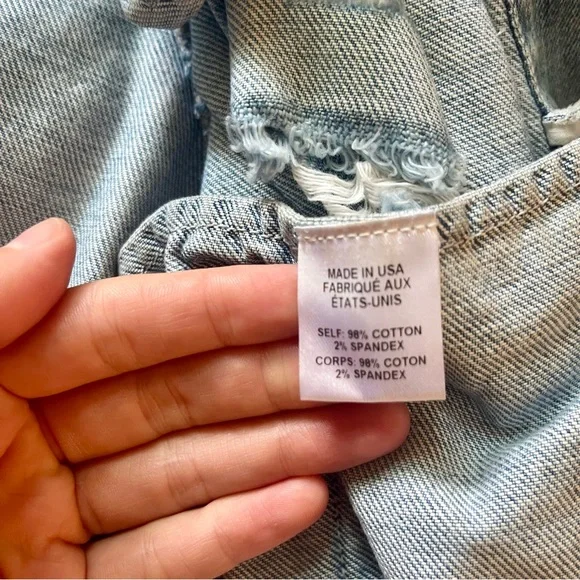 MADE IN USA
FABRIQUÉ AUX
ÉTATS-UNIS
SELF: 98% COTTON
2% SPANDEX
CORPS: 98% COTON
2% SPANDEX